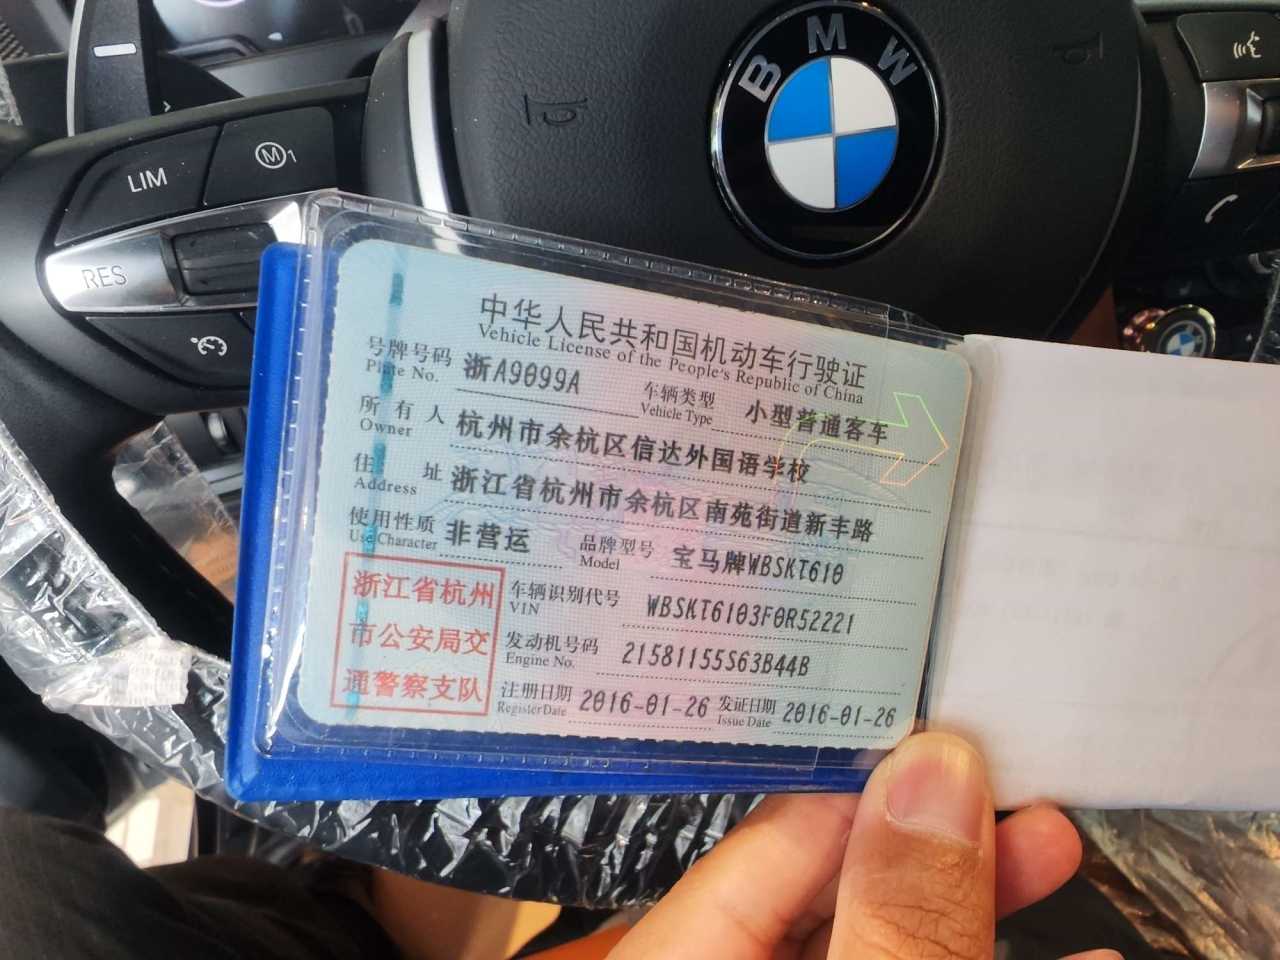 BMW
LIM
M1
RES
中华人民共和国机动车行驶证
Vehicle License of the People's Republic of China
号牌号码 浙A9099A 车辆类型 小型普通客车
Plate No. Vehicle Type
所有人 杭州市余杭区信达外国语学校
Owner
住址 浙江省杭州市余杭区南苑街道新丰路
Address
使用性质 非营运 品牌型号 宝马牌WBSKT610
Use Character Model
浙江省杭州
市公安局交
通警察支队
车辆识别代号 WBSKT6103F0R52221
VIN
发动机号码 21581155S63B44B
Engine No.
注册日期 2016-01-26 发证日期 2016-01-26
Register Date Issue Date